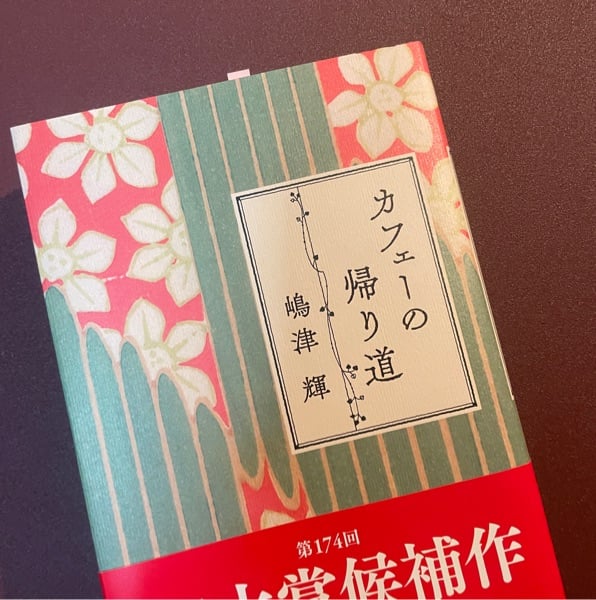 カフェーの
帰り道
嶋津 輝
第174回
木賞候補作